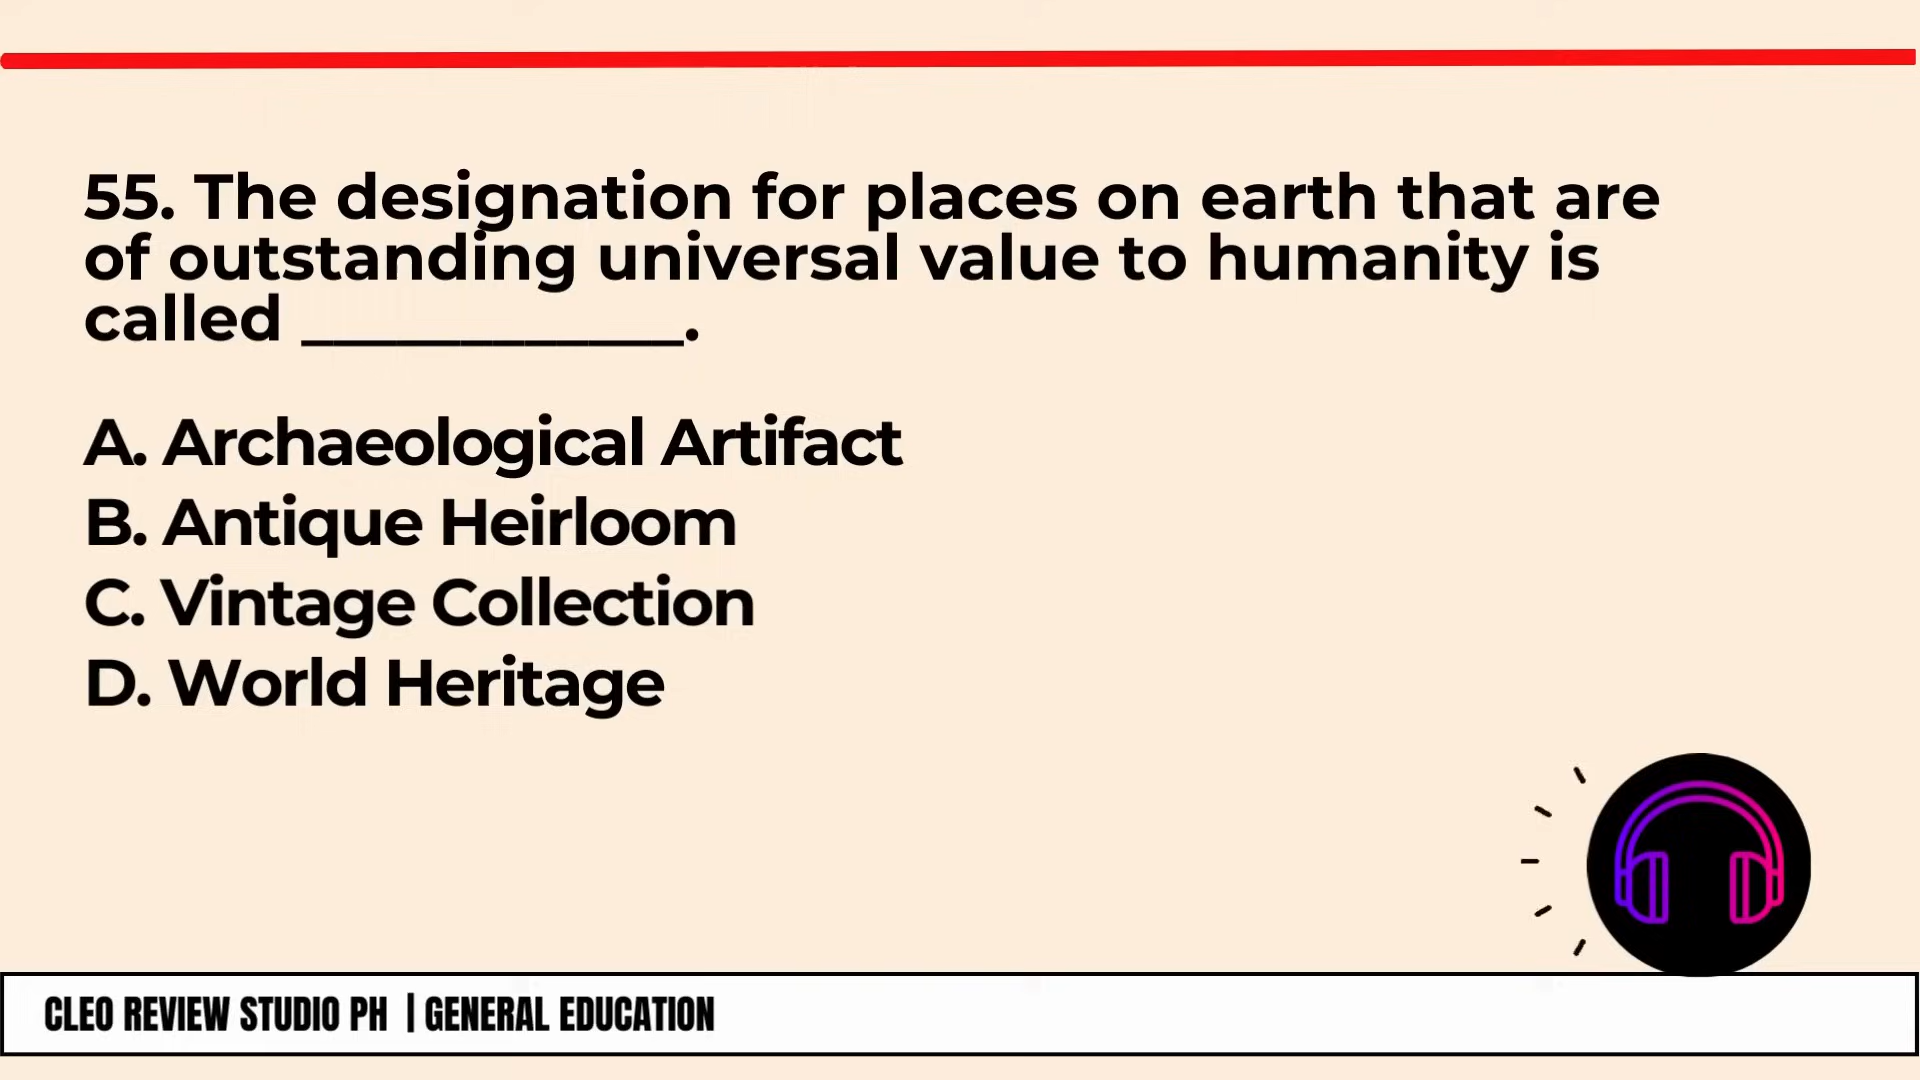 55. The designation for places on earth that are
of outstanding universal value to humanity is
called ____________.
A. Archaeological Artifact
B. Antique Heirloom
C. Vintage Collection
D. World Heritage
CLEO REVIEW STUDIO PH | GENERAL EDUCATION